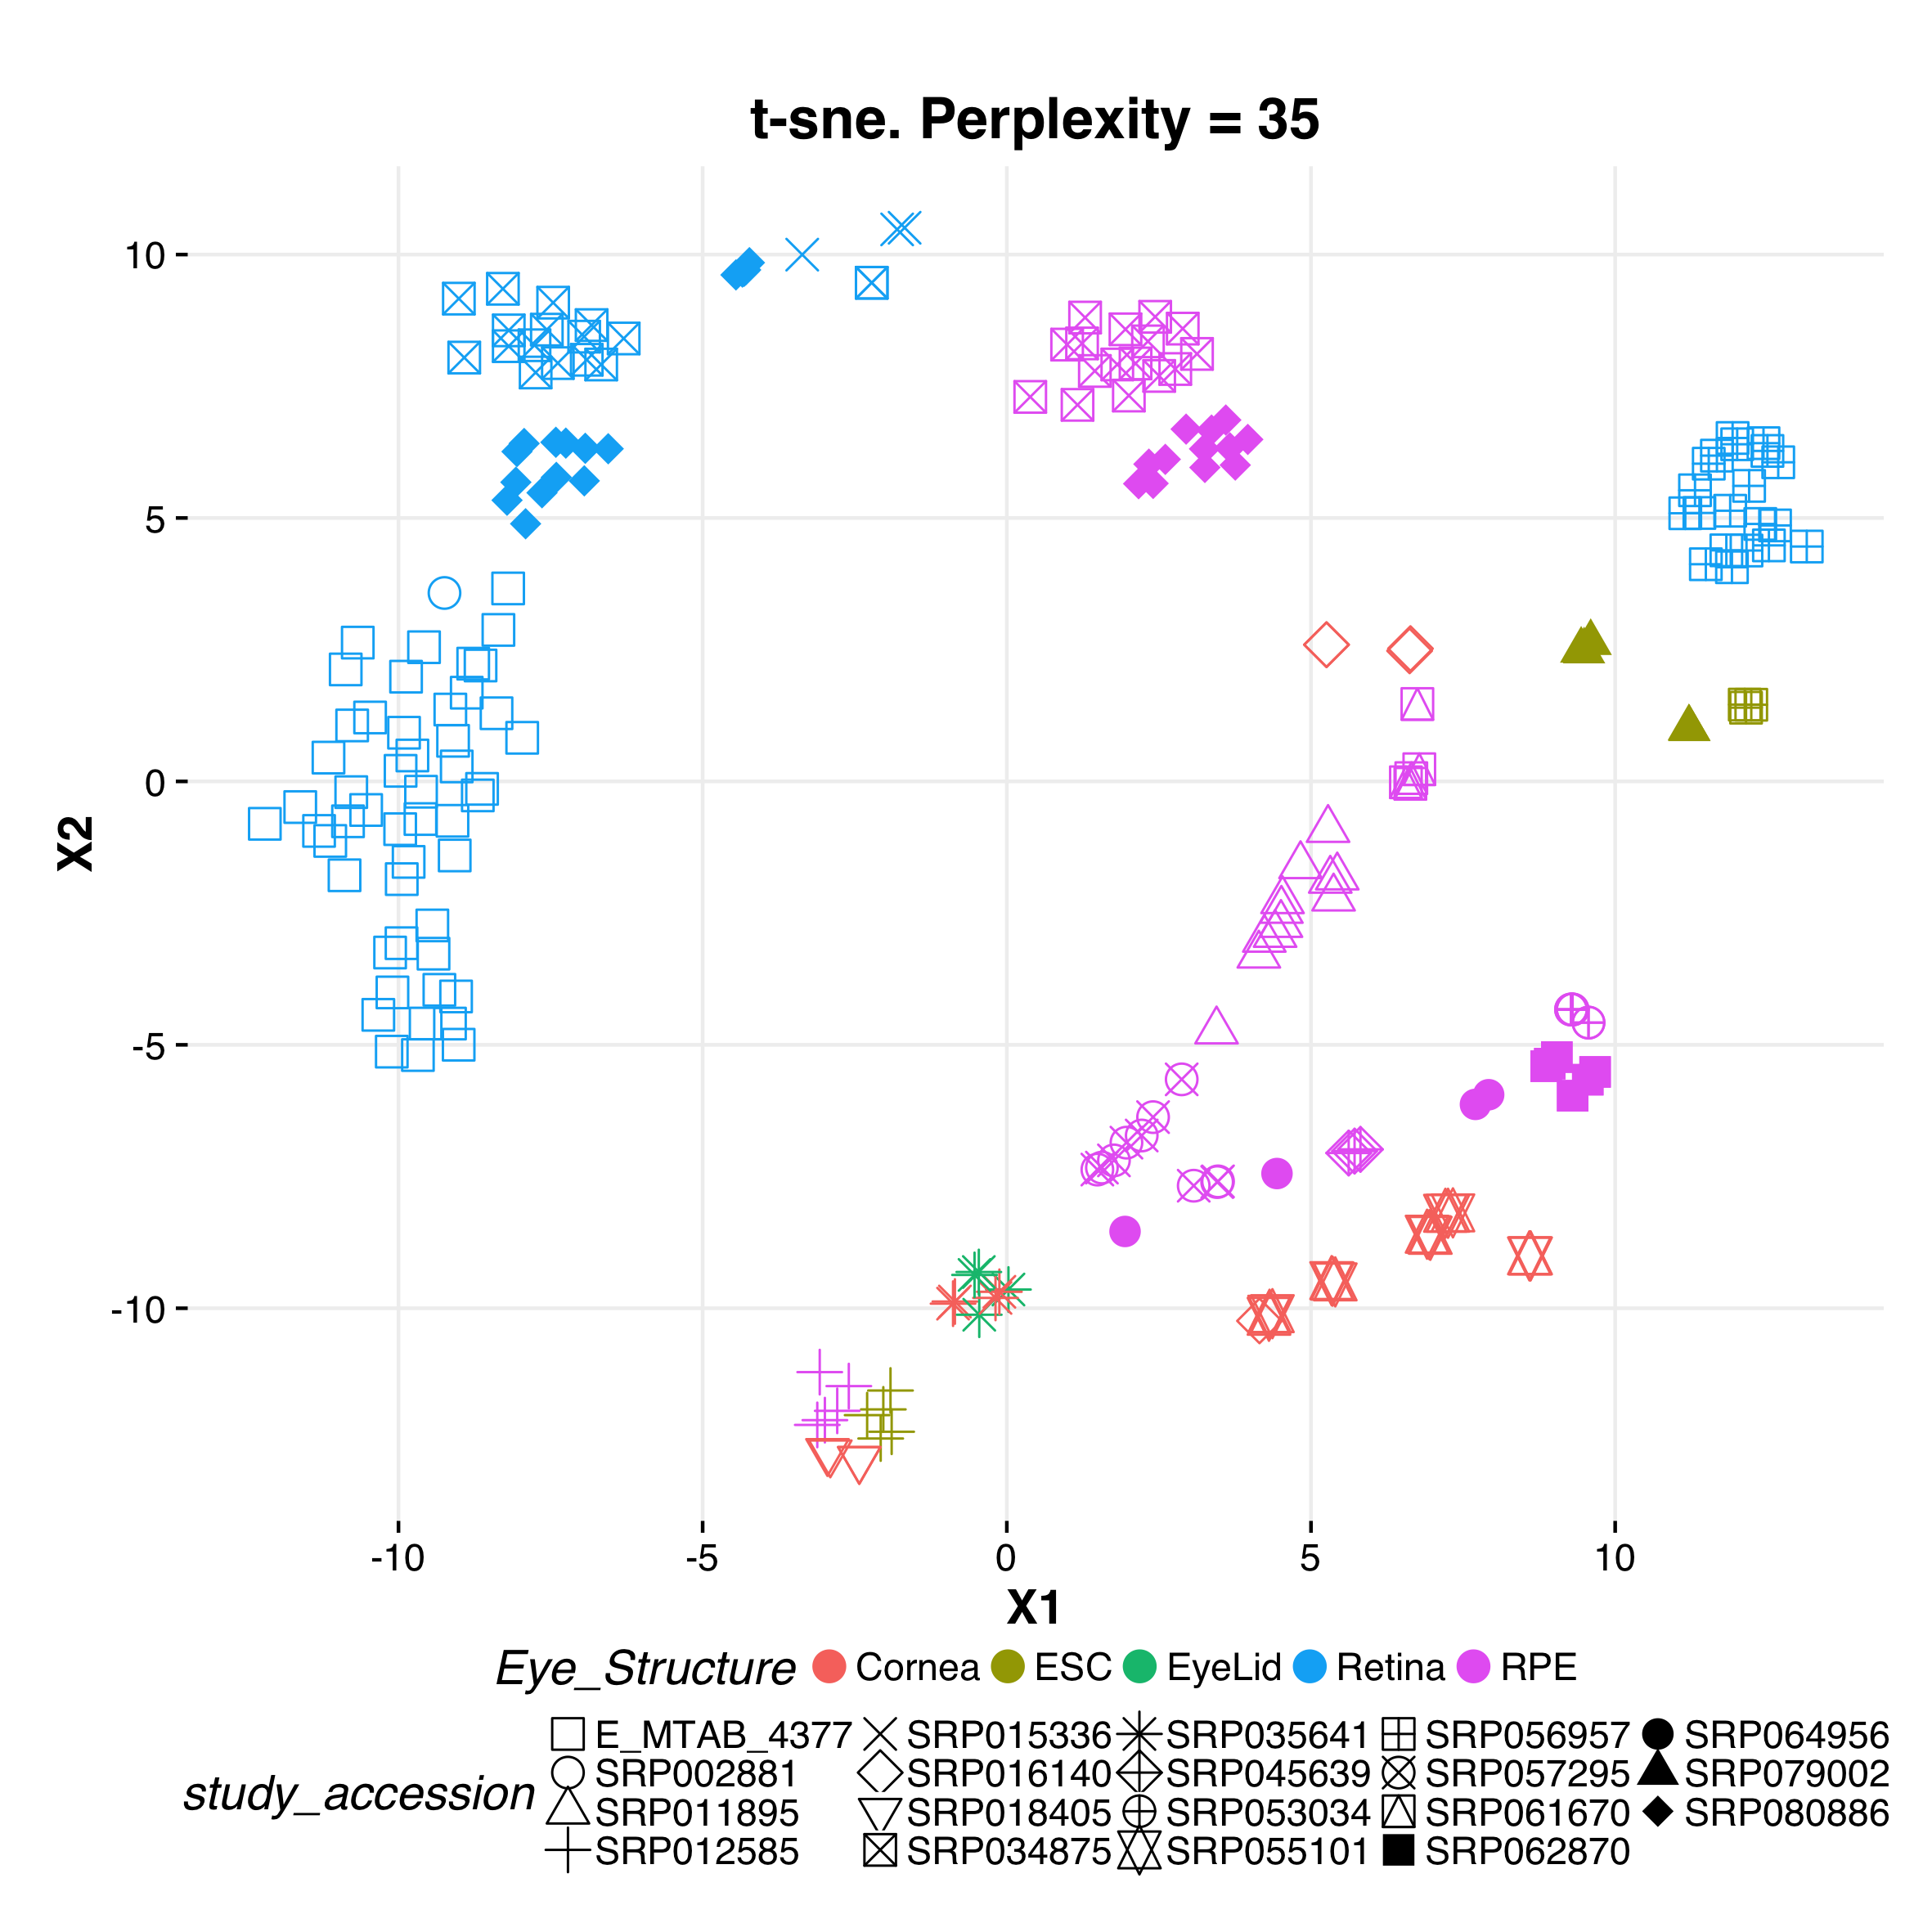 t-sne. Perplexity = 35
10
5
0
-5
-10
X2
-10 -5 0 5 10
X1
Eye_Structure Cornea ESC EyeLid Retina RPE
study_accession
E_MTAB_4377 SRP015336 SRP035641 SRP056957 SRP064956
SRP002881 SRP016140 SRP045639 SRP057295 SRP079002
SRP011895 SRP018405 SRP053034 SRP061670 SRP080886
SRP012585 SRP034875 SRP055101 SRP062870